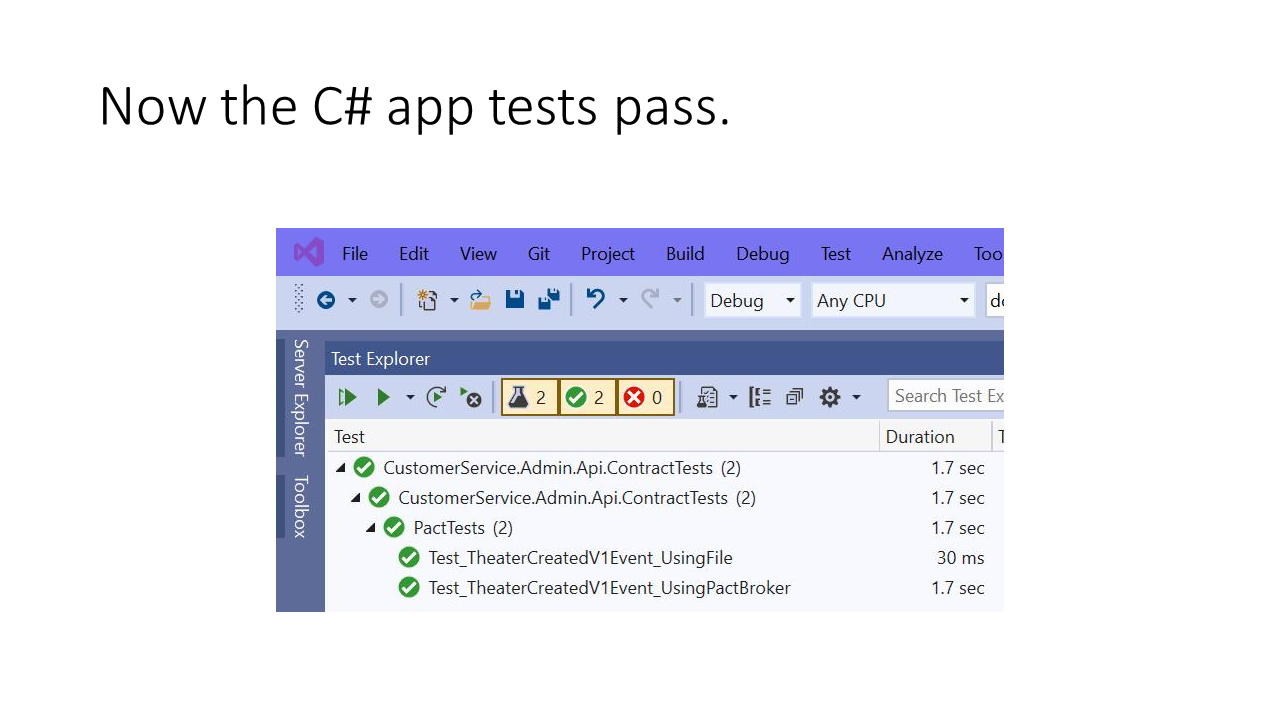 Now the C# app tests pass.
File Edit View Git Project Build Debug Test Analyze Too
Debug Any CPU
Server Explorer
Toolbox
Test Explorer
2 2 0 Search Test Ex
Test Duration
CustomerService.Admin.Api.ContractTests (2) 1.7 sec
CustomerService.Admin.Api.ContractTests (2) 1.7 sec
PactTests (2) 1.7 sec
Test_TheaterCreatedV1Event_UsingFile 30 ms
Test_TheaterCreatedV1Event_UsingPactBroker 1.7 sec